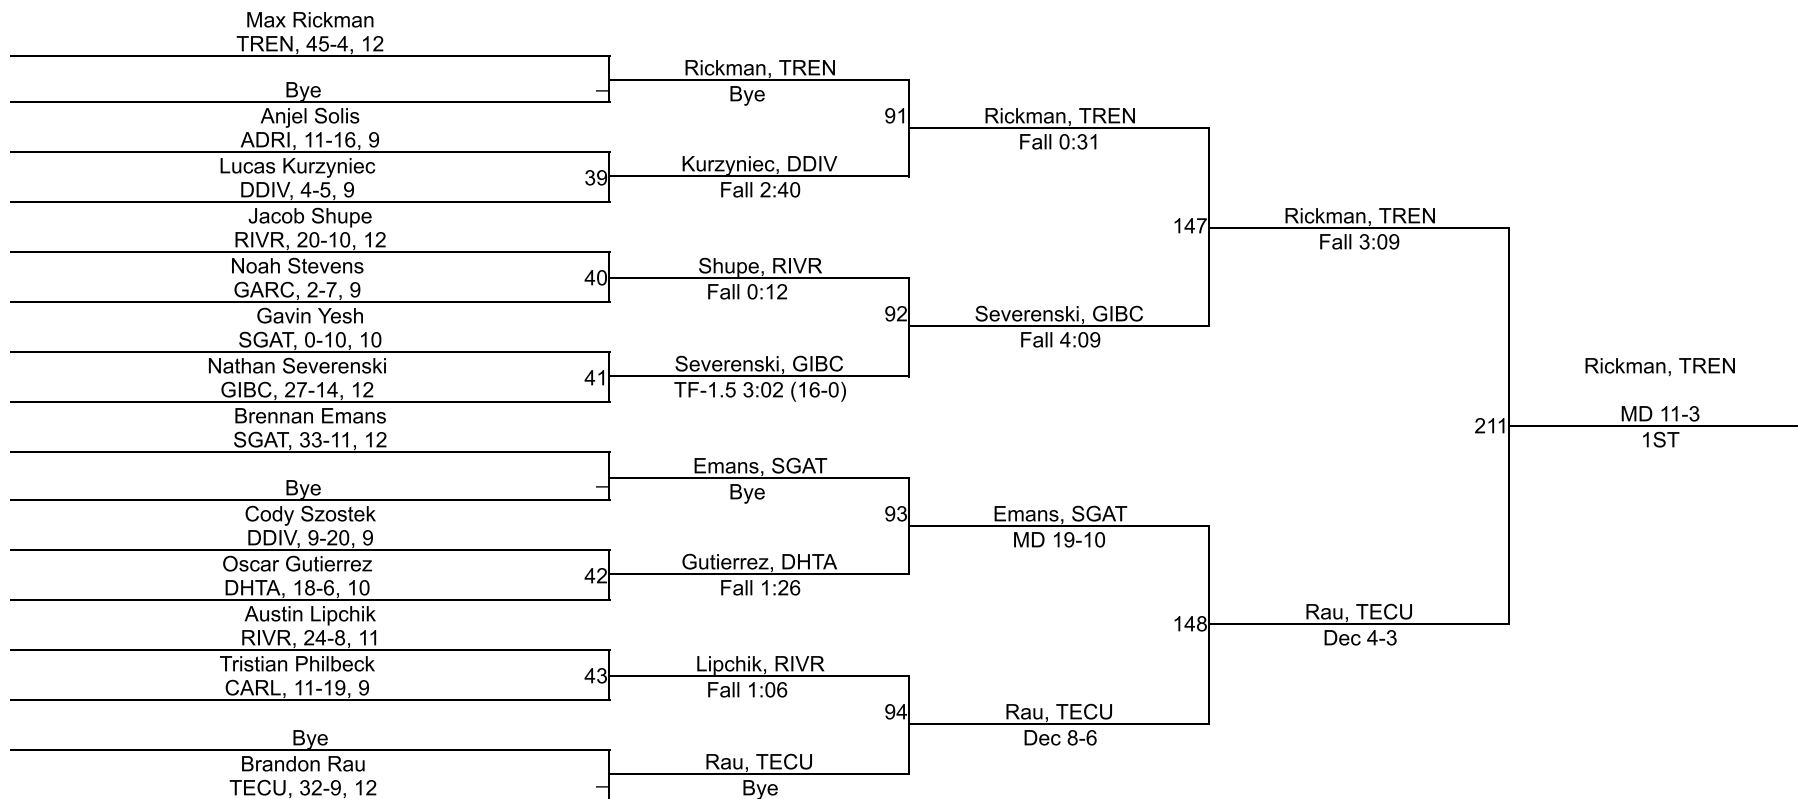 Max Rickman
TREN, 45-4, 12
Bye
Anjel Solis
ADRI, 11-16, 9
Lucas Kurzyniec
DDIV, 4-5, 9
39
Jacob Shupe
RIVR, 20-10, 12
Noah Stevens
GARC, 2-7, 9
40
Gavin Yesh
SGAT, 0-10, 10
Nathan Severenski
GIBC, 27-14, 12
41
Brennan Emans
SGAT, 33-11, 12
Bye
Cody Szostek
DDIV, 9-20, 9
Oscar Gutierrez
DHTA, 18-6, 10
42
Austin Lipchik
RIVR, 24-8, 11
Tristian Philbeck
CARL, 11-19, 9
43
Bye
Brandon Rau
TECU, 32-9, 12
Rickman, TREN
Bye
91
Kurzyniec, DDIV
Fall 2:40
Shupe, RIVR
Fall 0:12
92
Severenski, GIBC
TF-1.5 3:02 (16-0)
Emans, SGAT
Bye
93
Gutierrez, DHTA
Fall 1:26
Lipchik, RIVR
Fall 1:06
94
Rau, TECU
Bye
Rickman, TREN
Fall 0:31
147
Severenski, GIBC
Fall 4:09
Emans, SGAT
MD 19-10
148
Rau, TECU
Dec 8-6
Rickman, TREN
Fall 3:09
211
Rau, TECU
Dec 4-3
Rickman, TREN
MD 11-3
1ST